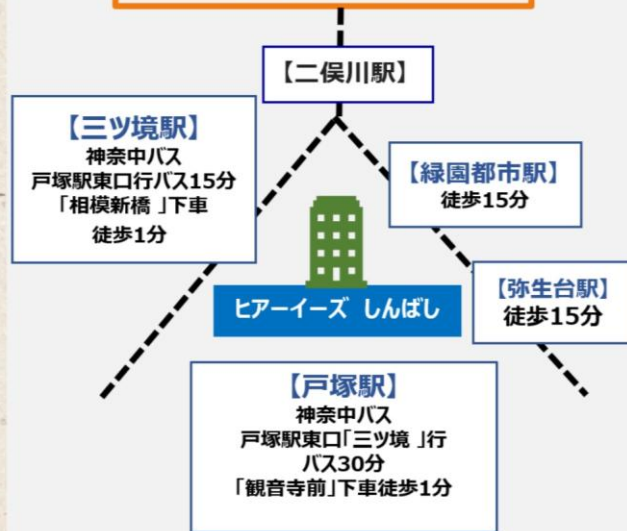 【二俣川駅】
【三ツ境駅】
神奈中バス
戸塚駅東口行バス15分
「相模新橋 」下車
徒歩1分
【緑園都市駅】
徒歩15分
ヒアーイーズ しんばし
【弥生台駅】
徒歩15分
【戸塚駅】
神奈中バス
戸塚駅東口「三ツ境 」行
バス30分
「観音寺前」下車徒歩1分